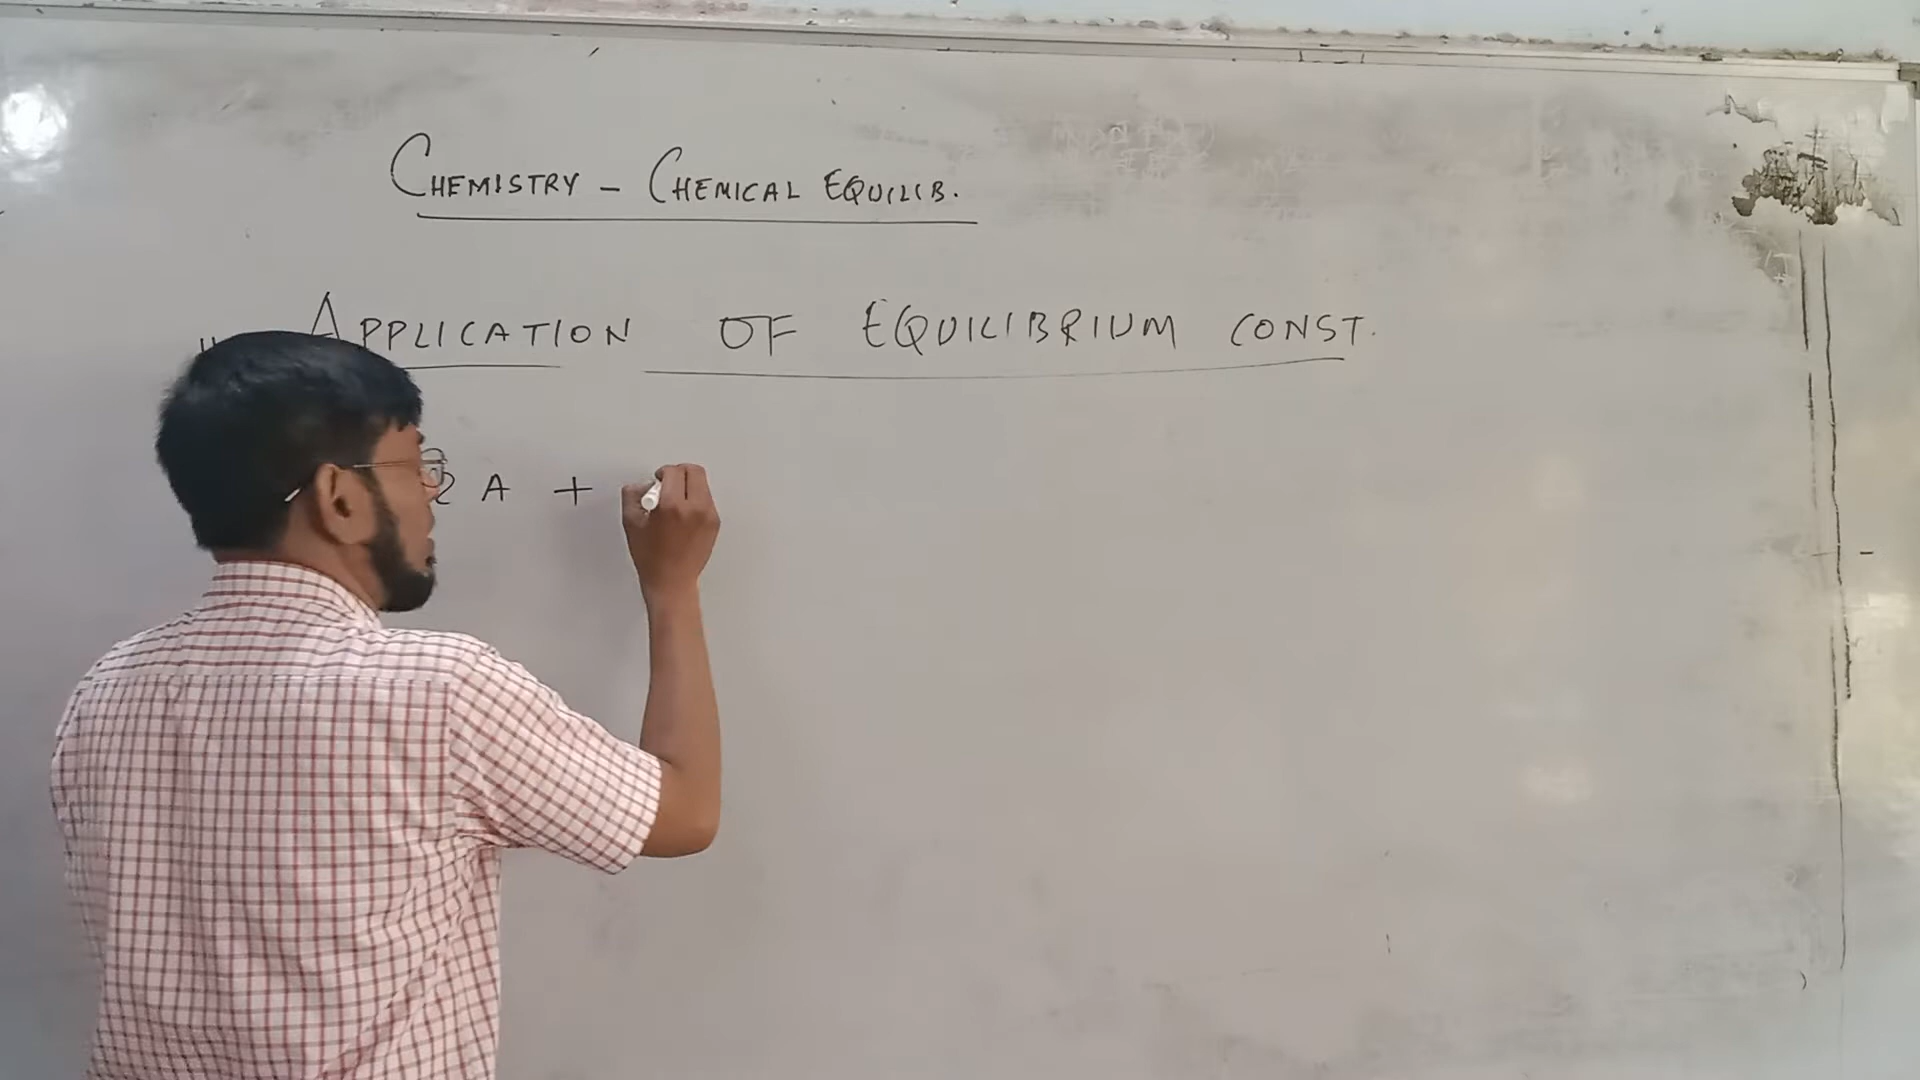 CHEMISTRY - CHEMICAL EQUILIB.
APPLICATION OF EQUILIBRIUM CONST.
2 A +